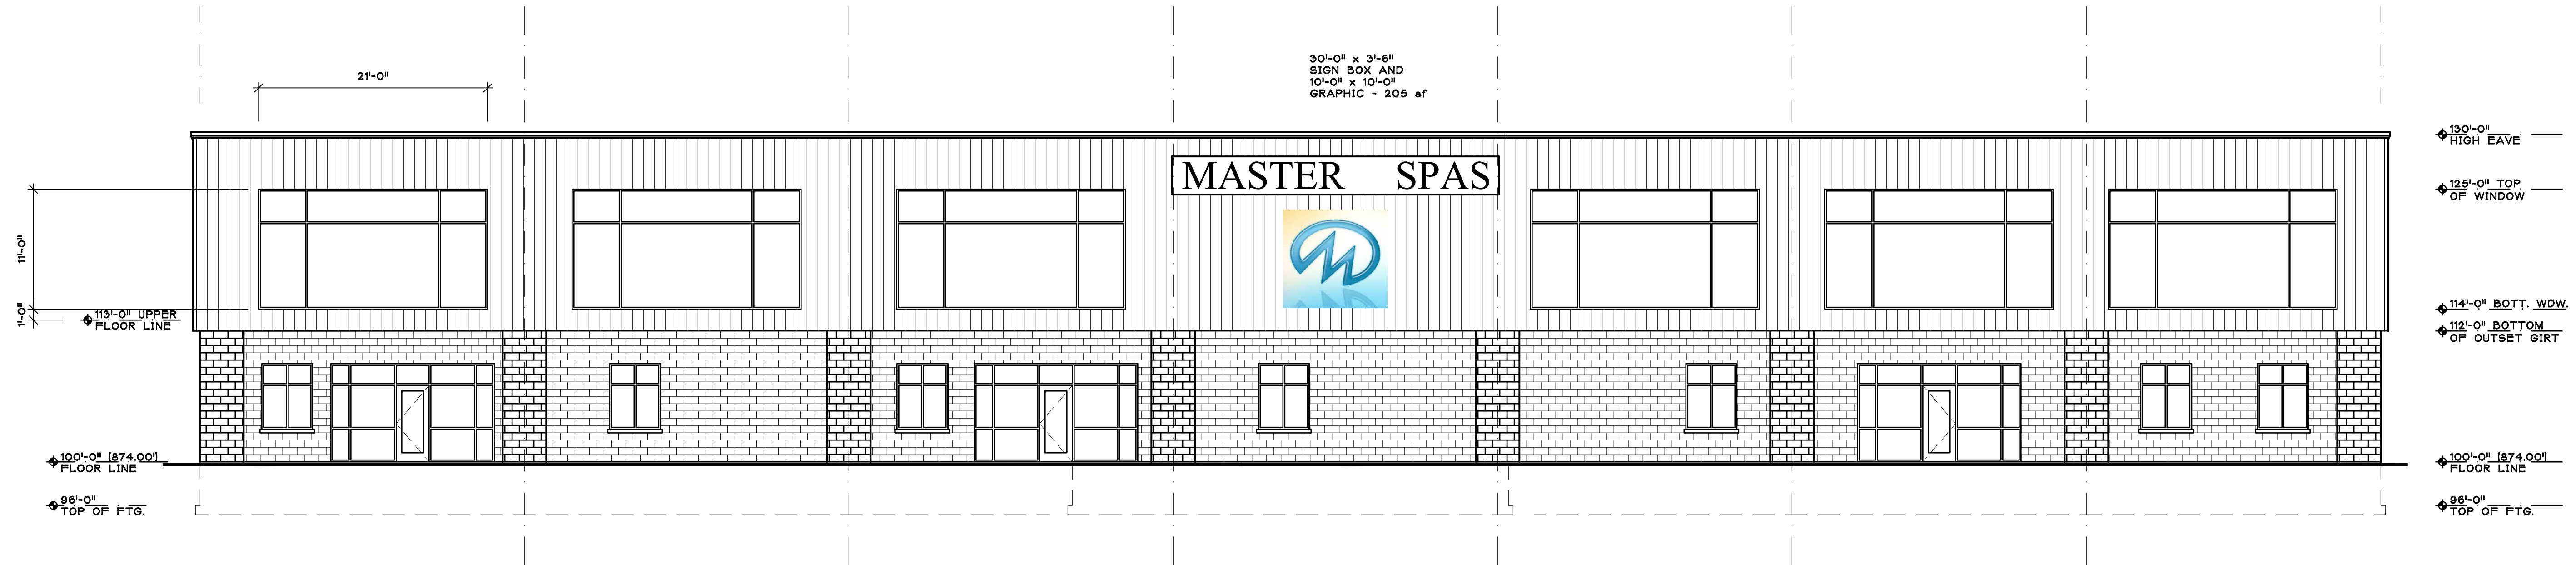 30'-0" x 3'-6"
SIGN BOX AND
10'-0" x 10'-0"
GRAPHIC - 205 sf
21'-0"
130'-0"
HIGH EAVE
MASTER SPAS
125'-0" TOP
OF WINDOW
11'-0"
1'-0"
113'-0" UPPER
FLOOR LINE
114'-0" BOTT. WDW.
112'-0" BOTTOM
OF OUTSET GIRT
100'-0" (874.00')
FLOOR LINE
100'-0" (874.00')
FLOOR LINE
96'-0"
TOP OF FTG.
96'-0"
TOP OF FTG.